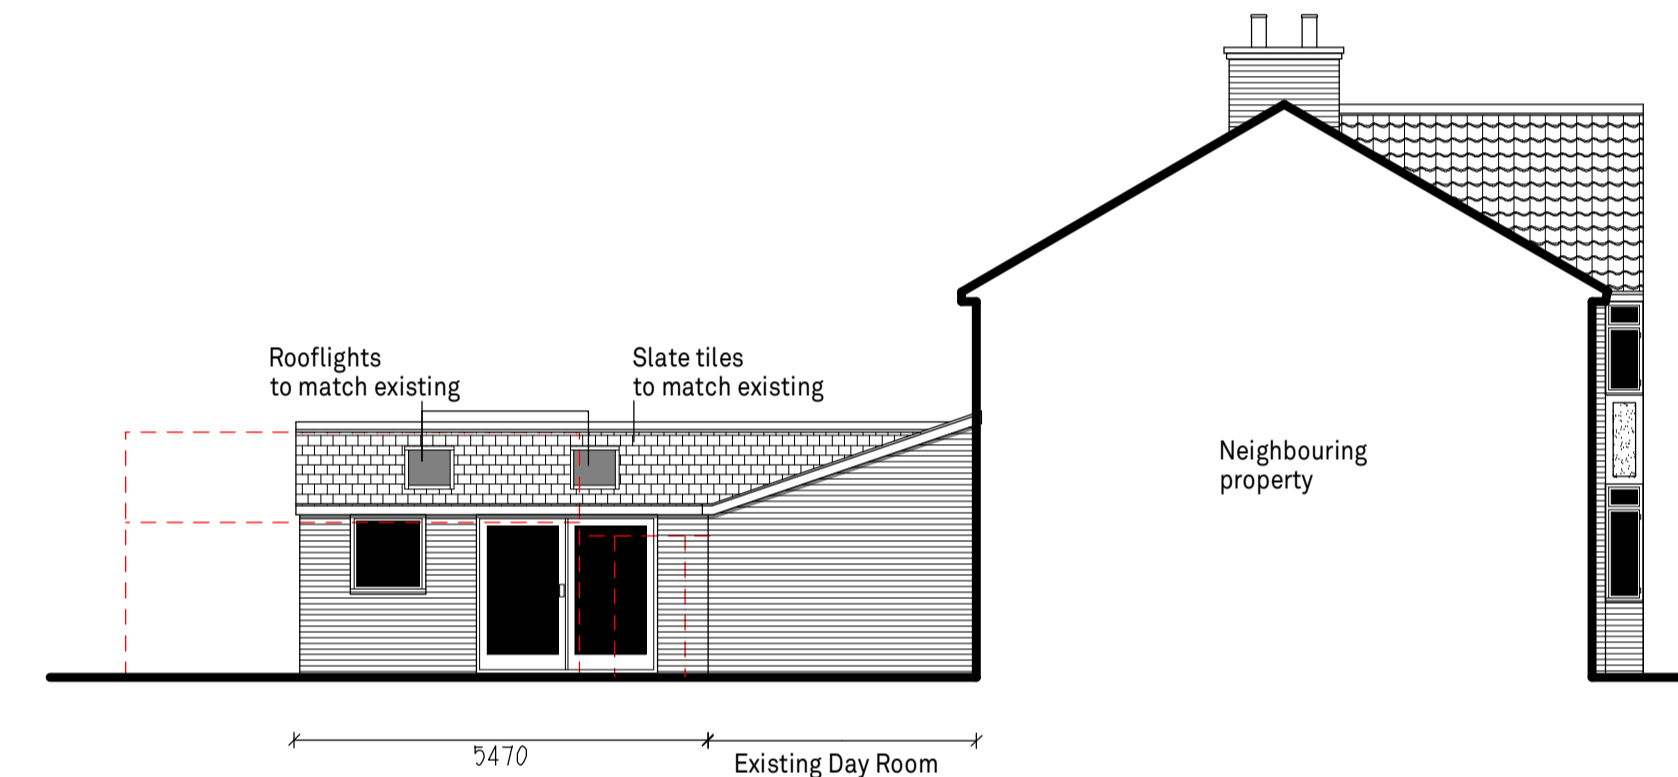 Rooflights
to match existing
Slate tiles
to match existing
Neighbouring
property
5470
Existing Day Room